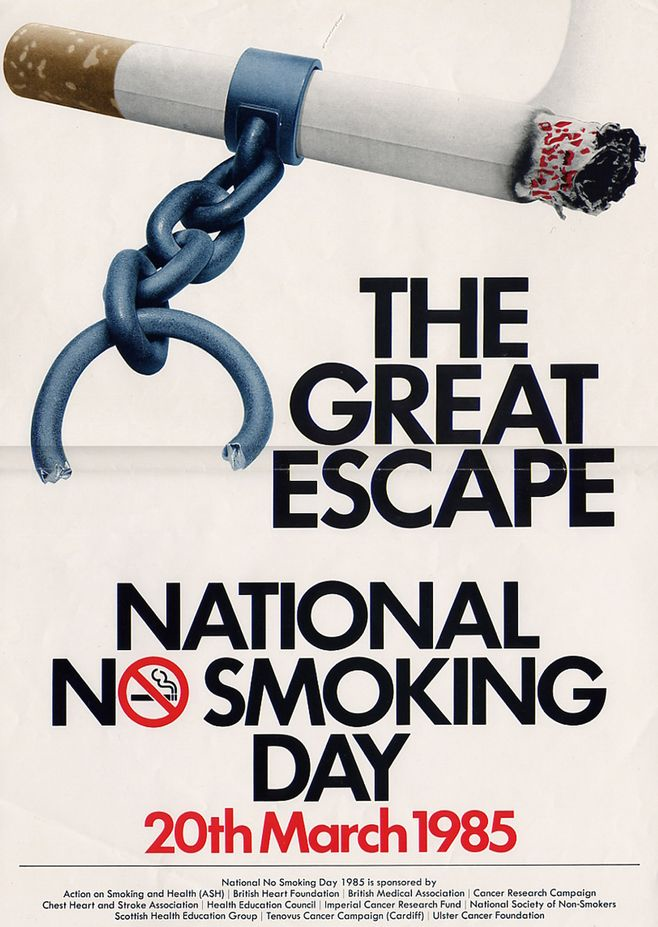 THE
GREAT
ESCAPE
NATIONAL
NO SMOKING
DAY
20th March 1985
National No Smoking Day 1985 is sponsored by
Action on Smoking and Health (ASH) | British Heart Foundation | British Medical Association | Cancer Research Campaign
Chest Heart and Stroke Association | Health Education Council | Imperial Cancer Research Fund | National Society of Non-Smokers
Scottish Health Education Group | Tenovus Cancer Campaign (Cardiff) | Ulster Cancer Foundation